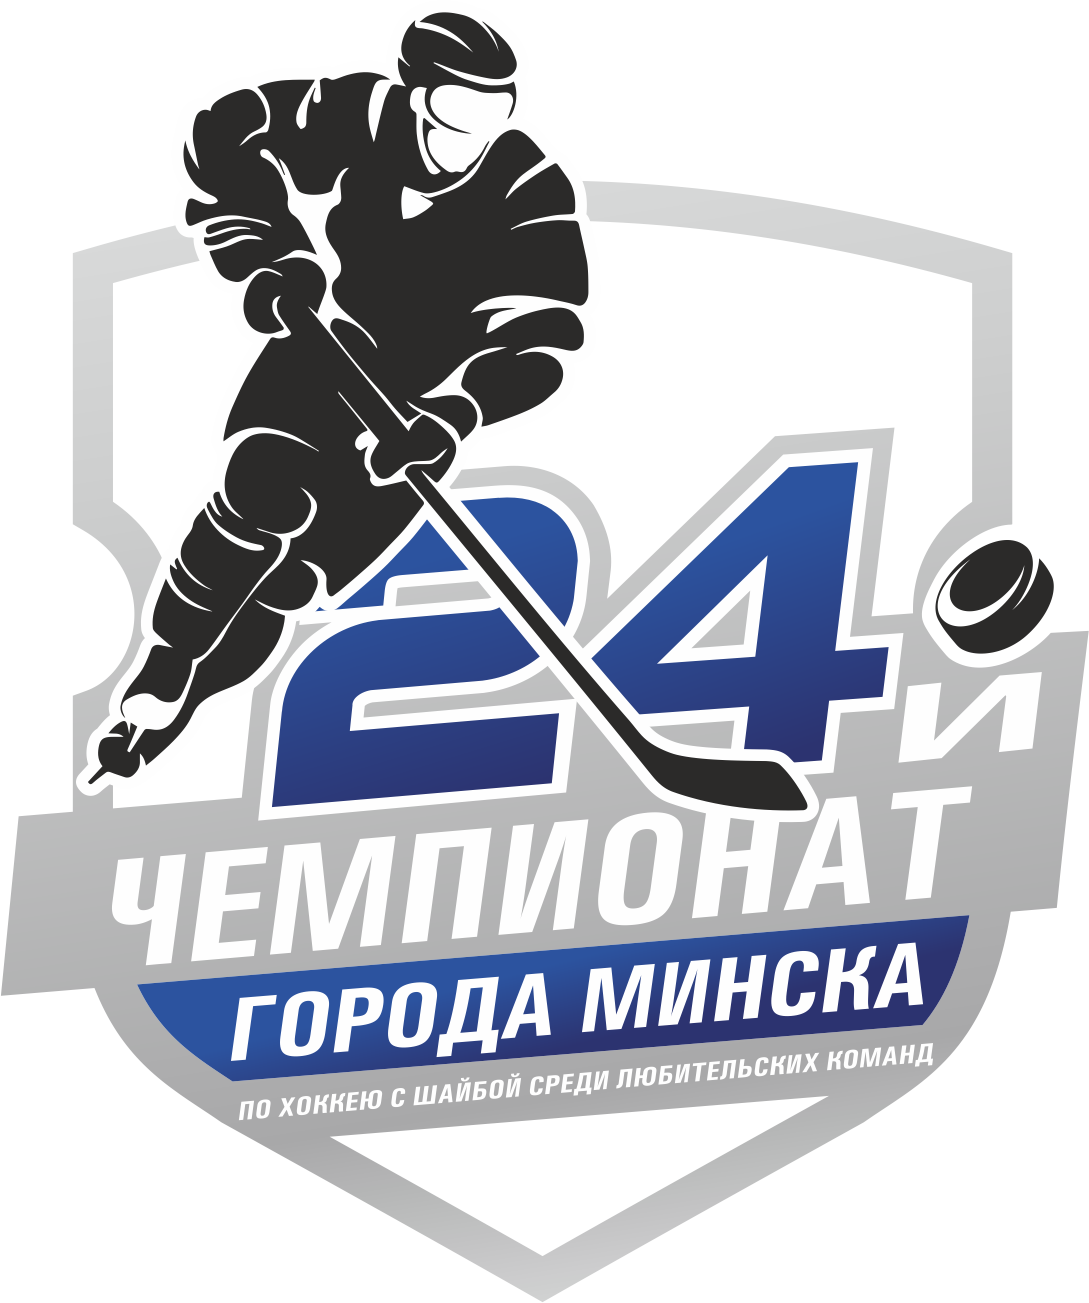 24 И
ЧЕМПИОНАТ
ГОРОДА МИНСКА
ПО ХОККЕЮ С ШАЙБОЙ СРЕДИ ЛЮБИТЕЛЬСКИХ КОМАНД